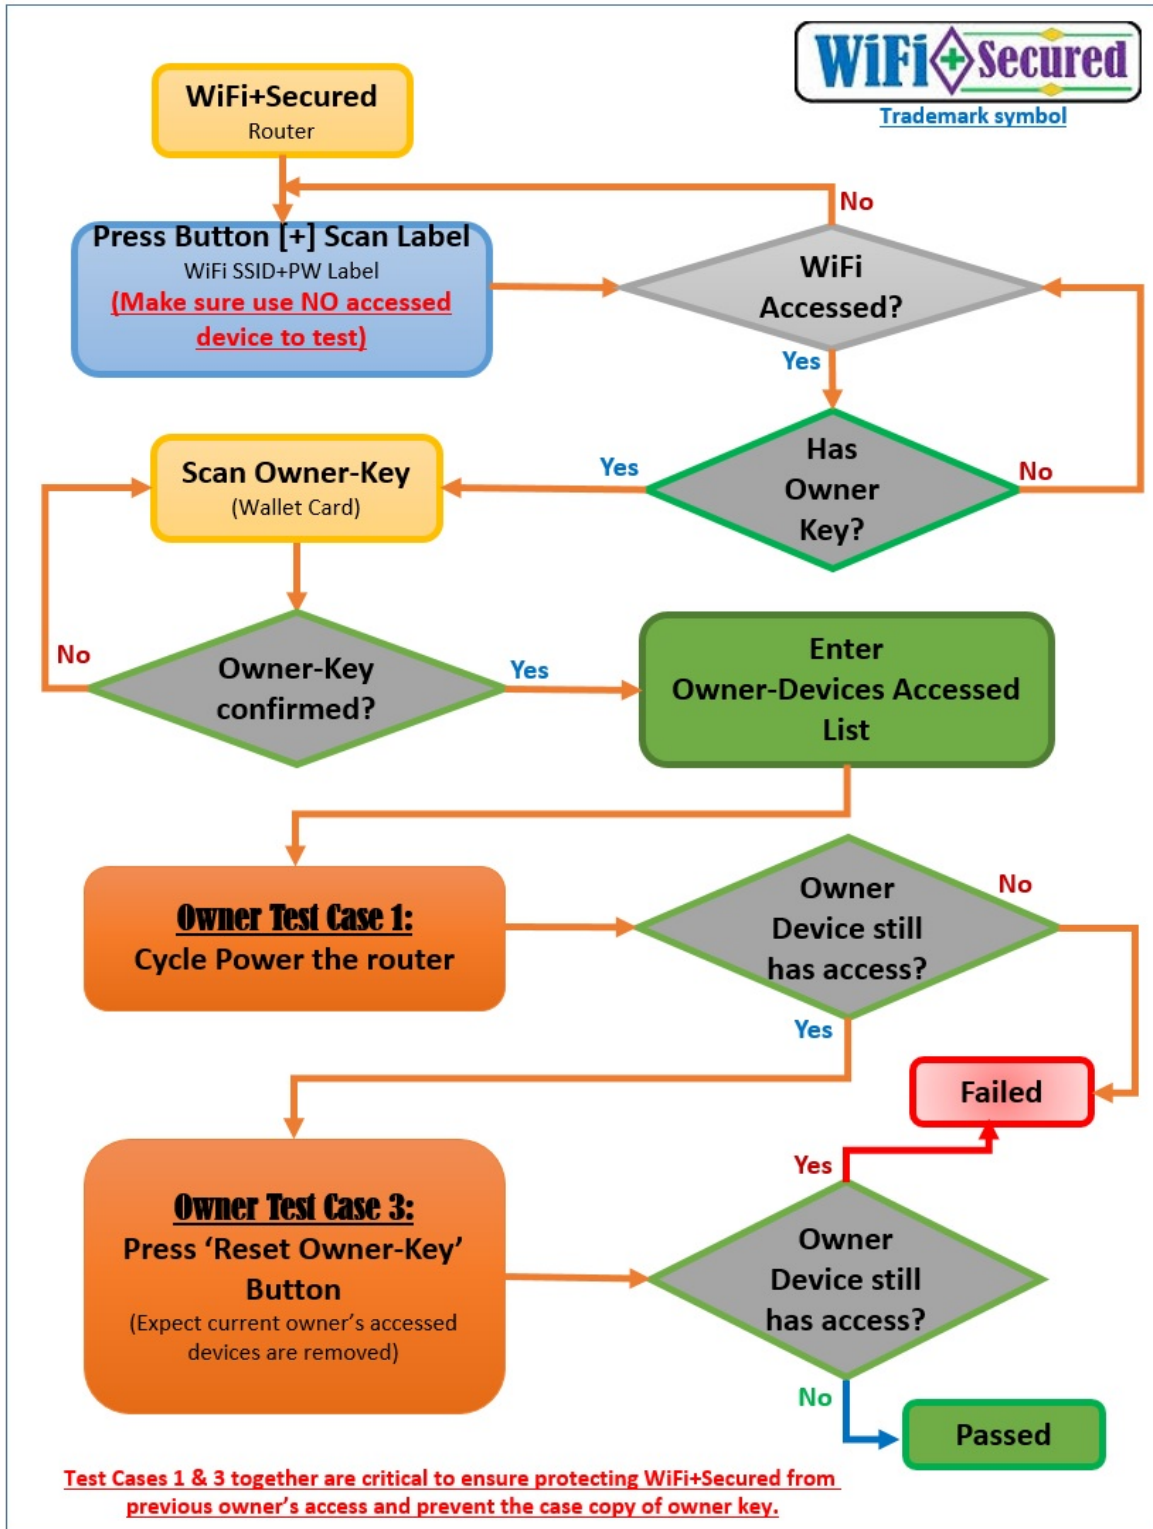 WiFi+Secured
Trademark symbol
WiFi+Secured
Router
No
Press Button [+] Scan Label
WiFi SSID+PW Label
(Make sure use NO accessed
device to test)
WiFi
Accessed?
Yes
Has
Owner
Key?
Yes
No
Scan Owner-Key
(Wallet Card)
No
Owner-Key
confirmed?
Yes
Enter
Owner-Devices Accessed
List
Owner Test Case 1:
Cycle Power the router
Owner
Device still
has access?
No
Yes
Failed
Yes
Owner Test Case 3:
Press ‘Reset Owner-Key’
Button
(Expect current owner’s accessed
devices are removed)
Owner
Device still
has access?
No
Passed
Test Cases 1 & 3 together are critical to ensure protecting WiFi+Secured from
previous owner’s access and prevent the case copy of owner key.